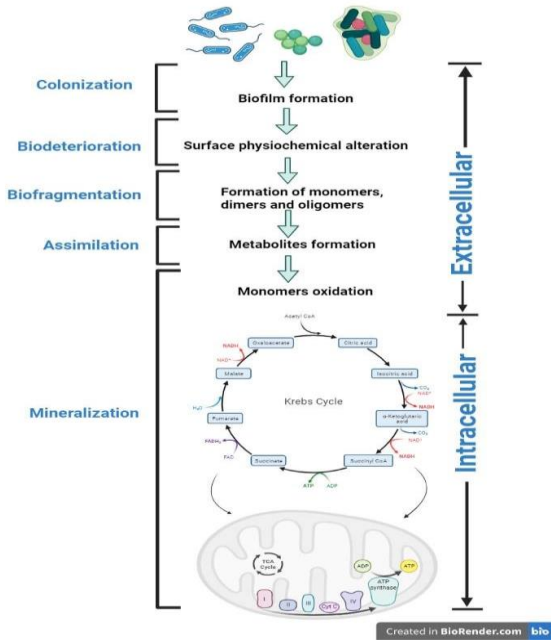 Colonization
Biofilm formation
Biodeterioration
Surface physiochemical alteration
Biofragmentation
Formation of monomers,
dimers and oligomers
Assimilation
Metabolites formation
Monomers oxidation
Extracellular
Mineralization
Acetyl CoA
Oxaloacetate
Citric acid
NADH
NAD⁺
Malate
Isocitric acid
CO₂
NAD⁺
NADH
Krebs Cycle
H₂O
Fumarate
α-Ketoglutaric
acid
CO₂
NAD⁺
NADH
FADH₂
FAD
Succinate
Succinyl CoA
ATP
ADP
Intracellular
TCA
Cycle
ADP
ATP
ATP
synthase
I
II
III
Cyt C
IV
Created in BioRender.com
bio